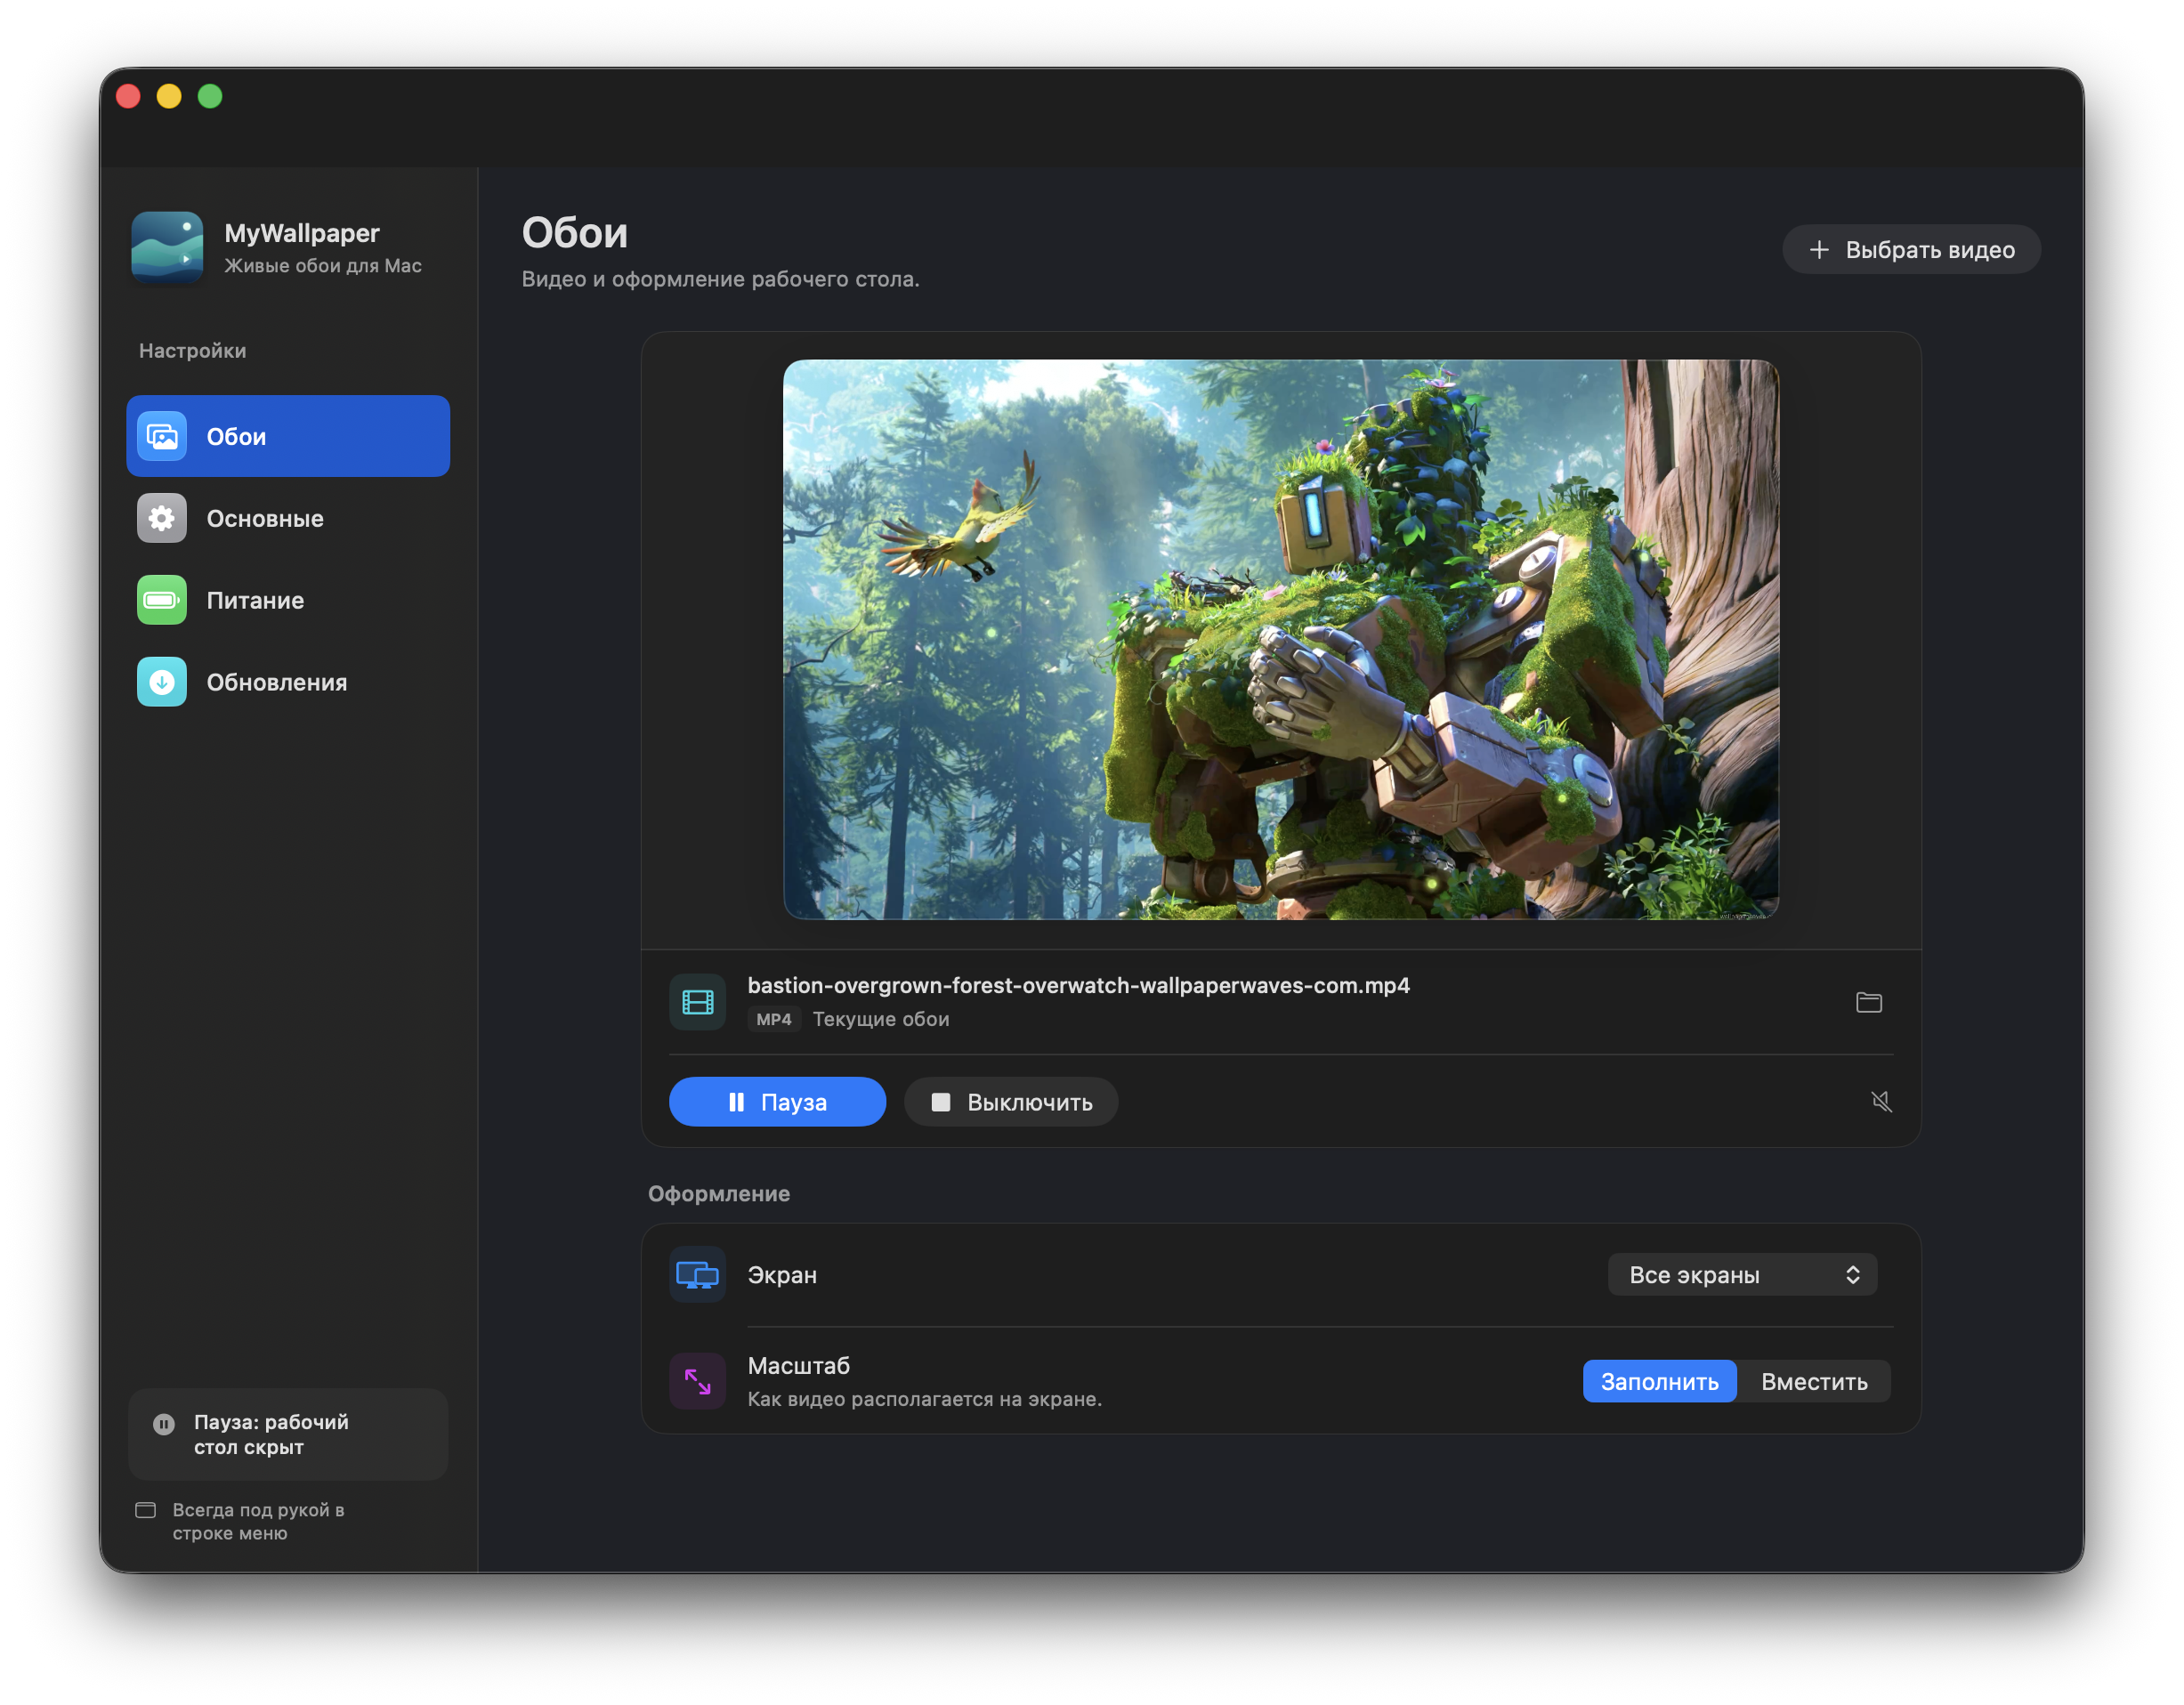 MyWallpaper
Живые обои для Mac
Настройки
Обои
Основные
Питание
Обновления
Пауза: рабочий
стол скрыт
Всегда под рукой в
строке меню
Обои
Видео и оформление рабочего стола.
Выбрать видео
bastion-overgrown-forest-overwatch-wallpaperwaves-com.mp4
MP4 Текущие обои
Пауза
Выключить
Оформление
Экран
Все экраны
Масштаб
Как видео располагается на экране.
Заполнить
Вместить